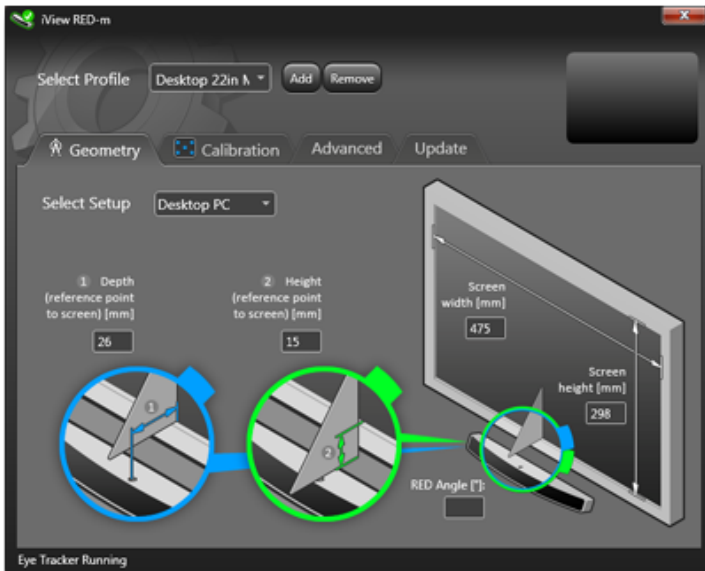 iView RED-m
x
Select Profile
Desktop 22in
Add
Remove
Geometry
Calibration
Advanced
Update
Select Setup
Desktop PC
1 Depth
(reference point
to screen) [mm]
26
2 Height
(reference point
to screen) [mm]
15
Screen
width [mm]
475
Screen
height [mm]
298
1
2
RED Angle [°]:
Eye Tracker Running